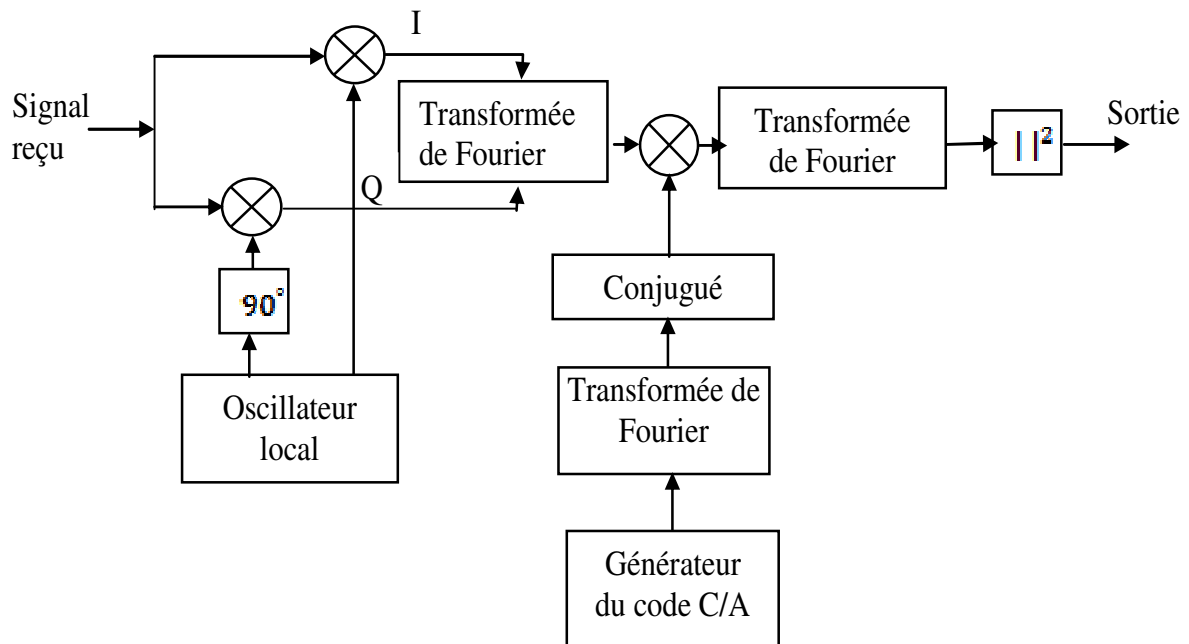 I
Signal
reçu
Transformée
de Fourier
Transformée
de Fourier
| |²
Sortie
Q
90°
Conjugué
Oscillateur
local
Transformée de
Fourier
Générateur
du code C/A